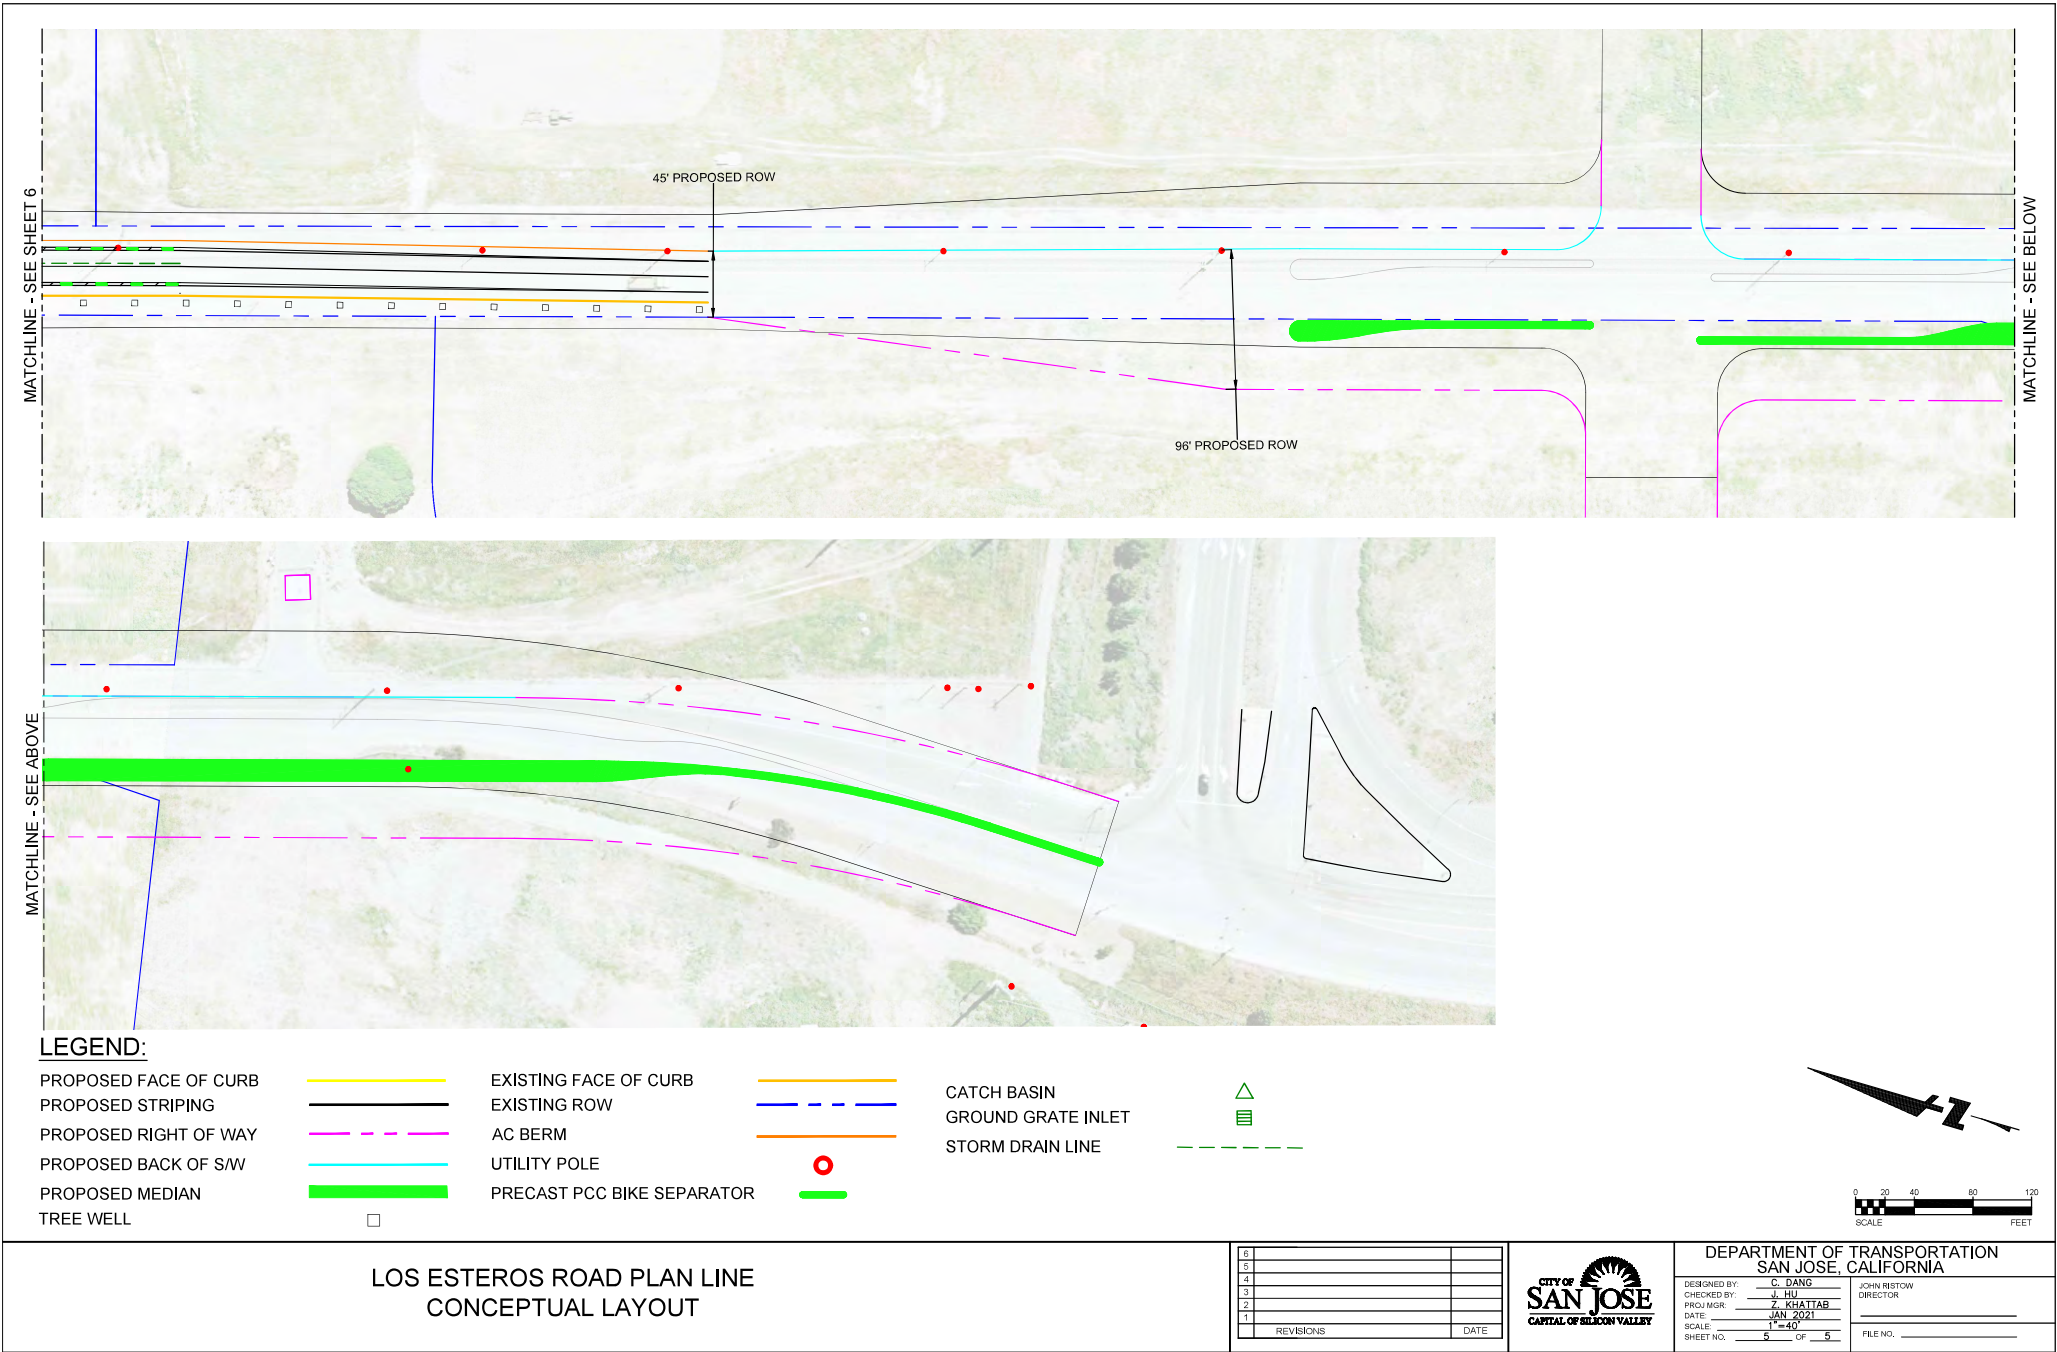 45' PROPOSED ROW
MATCHLINE - SEE SHEET 6
MATCHLINE - SEE BELOW
96' PROPOSED ROW
MATCHLINE - SEE ABOVE
LEGEND:
PROPOSED FACE OF CURB
PROPOSED STRIPING
PROPOSED RIGHT OF WAY
PROPOSED BACK OF S/W
PROPOSED MEDIAN
TREE WELL
EXISTING FACE OF CURB
EXISTING ROW
AC BERM
UTILITY POLE
PRECAST PCC BIKE SEPARATOR
CATCH BASIN
GROUND GRATE INLET
STORM DRAIN LINE
Z
0 20 40 80 120
SCALE FEET
LOS ESTEROS ROAD PLAN LINE
CONCEPTUAL LAYOUT
6
5
4
3
2
1
REVISIONS DATE
CITY OF
SAN JOSE
CAPITAL OF SILICON VALLEY
DEPARTMENT OF TRANSPORTATION
SAN JOSE, CALIFORNIA
DESIGNED BY: C. DANG
CHECKED BY: J. HU
PROJ MGR: Z. KHATTAB
DATE: JAN 2021
SCALE: 1"=40'
SHEET NO. 5 OF 5
JOHN RISTOW
DIRECTOR
FILE NO.